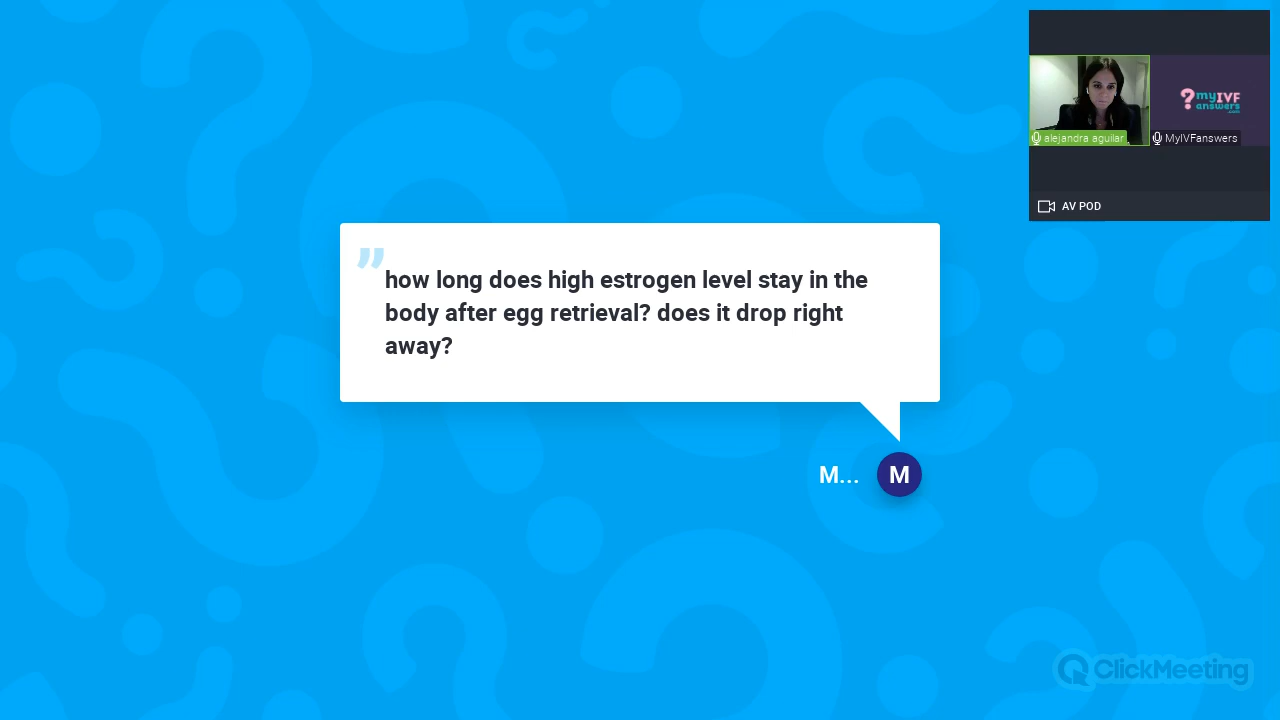 how long does high estrogen level stay in the
body after egg retrieval? does it drop right
away?
M... M
alejandra aguilar
?myIVF
answers
.com
MyIVFanswers
AV POD
ClickMeeting